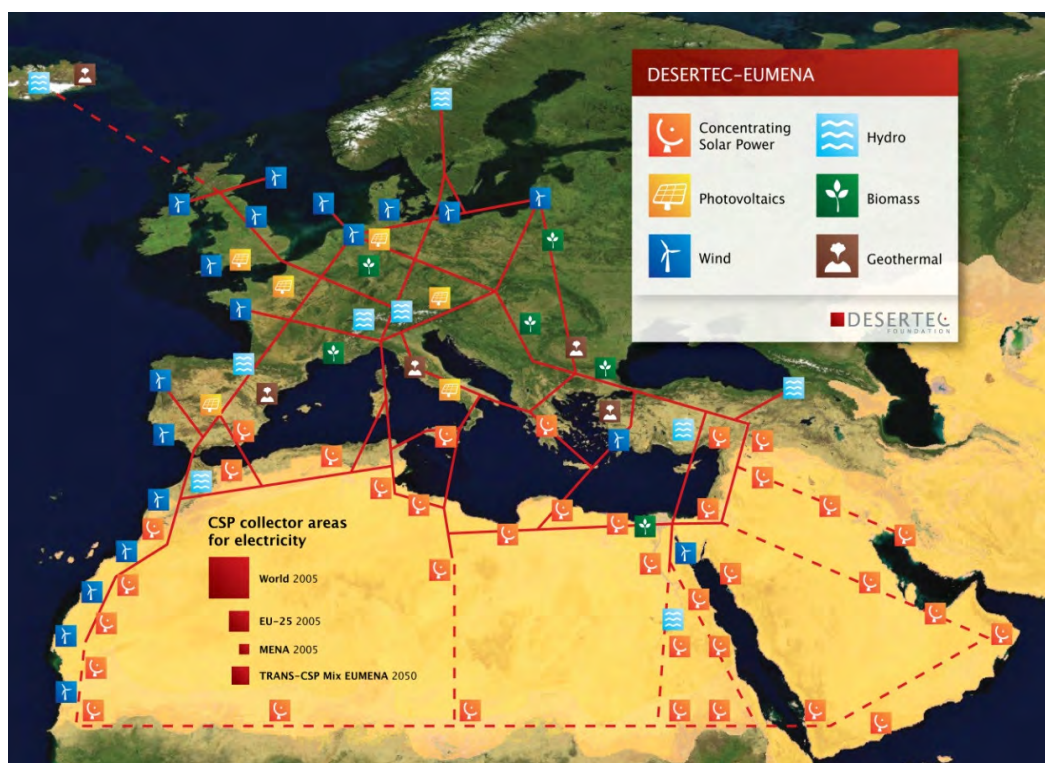 DESERTEC-EUMENA
Concentrating
Solar Power
Hydro
Photovoltaics
Biomass
Wind
Geothermal
DESERTEC
FOUNDATION
CSP collector areas
for electricity
World 2005
EU-25 2005
MENA 2005
TRANS-CSP Mix EUMENA 2050